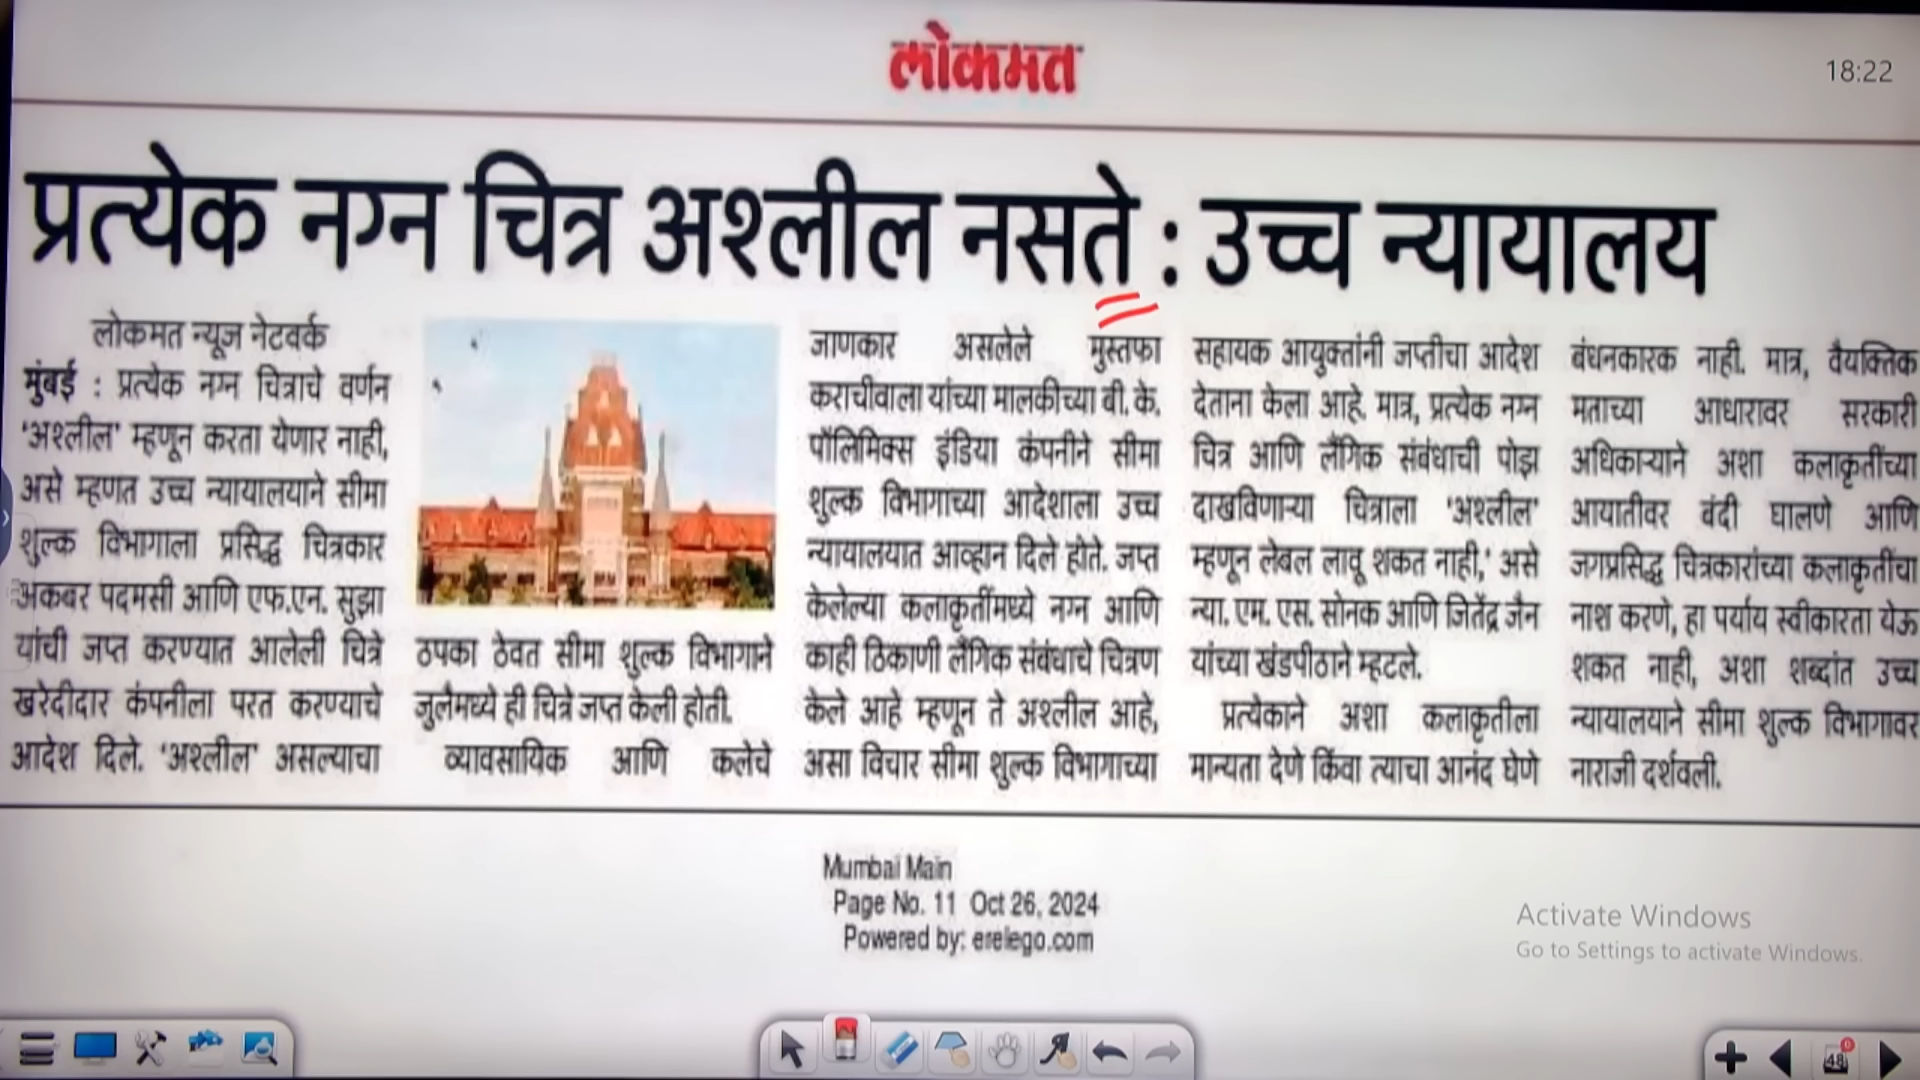 लोकमत
18:22
प्रत्येक नग्न चित्र अश्लील नसते : उच्च न्यायालय
लोकमत न्यूज नेटवर्क
मुंबई : प्रत्येक नग्न चित्राचे वर्णन
'अश्लील' म्हणून करता येणार नाही,
असे म्हणत उच्च न्यायालयाने सीमा
शुल्क विभागाला प्रसिद्ध चित्रकार
अकबर पदमसी आणि एफ.एन. सुझा
यांची जप्त करण्यात आलेली चित्रे
खरेदीदार कंपनीला परत करण्याचे
आदेश दिले. 'अश्लील' असल्याचा
ठपका ठेवत सीमा शुल्क विभागाने
जुलैमध्ये ही चित्रे जप्त केली होती.
व्यावसायिक आणि कलेचे
जाणकार असलेले मुस्तफा
कराचीवाला यांच्या मालकीच्या बी. के.
पॉलिमिक्स इंडिया कंपनीने सीमा
शुल्क विभागाच्या आदेशाला उच्च
न्यायालयात आव्हान दिले होते. जप्त
केलेल्या कलाकृतींमध्ये नग्न आणि
काही ठिकाणी लैंगिक संबंधाचे चित्रण
केले आहे म्हणून ते अश्लील आहे,
असा विचार सीमा शुल्क विभागाच्या
सहायक आयुक्तांनी जप्तीचा आदेश
देताना केला आहे. मात्र, प्रत्येक नग्न
चित्र आणि लैंगिक संबंधाची पोझ
दाखविणाऱ्या चित्राला 'अश्लील'
म्हणून लेबल लावू शकत नाही,' असे
न्या. एम. एस. सोनक आणि जितेंद्र जैन
यांच्या खंडपीठाने म्हटले.
प्रत्येकाने अशा कलाकृतीला
मान्यता देणे किंवा त्याचा आनंद घेणे
बंधनकारक नाही. मात्र, वैयक्तिक
मताच्या आधारावर सरकारी
अधिकाऱ्याने अशा कलाकृतींच्या
आयातीवर बंदी घालणे आणि
जगप्रसिद्ध चित्रकारांच्या कलाकृतींचा
नाश करणे, हा पर्याय स्वीकारता येऊ
शकत नाही, अशा शब्दांत उच्च
न्यायालयाने सीमा शुल्क विभागावर
नाराजी दर्शवली.
Mumbai Main
Page No. 11 Oct 26, 2024
Powered by: erelego.com
Activate Windows
Go to Settings to activate Windows.
48